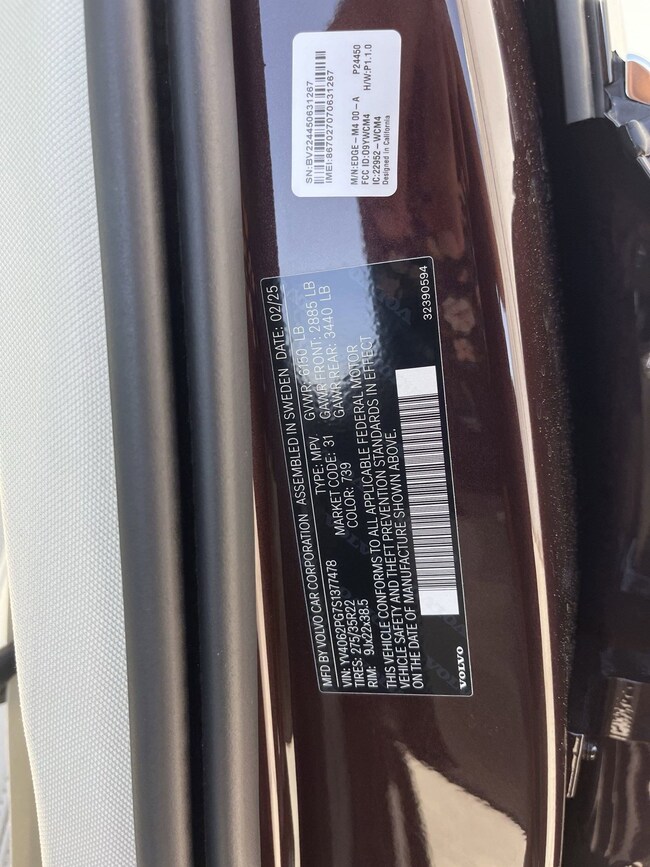 SN:BV224450631267
IMEI:867027070631267
M/N:EDGE-M4 00-A P24450
FCC ID:09YWCM4 H/W:P1.1.0
IC:22952-WCM4
Designed in California
MFD BY VOLVO CAR CORPORATION ASSEMBLED IN SWEDEN DATE: 02/25
VIN: YV4062PG7S1377478 TYPE: MPV GVWR: 6160 LB
TIRES: 275/35R22 MARKET CODE: 31 GAWR FRONT: 2885 LB
RIM: 9Jx22x38.5 COLOR: 739 GAWR REAR: 3440 LB
THIS VEHICLE CONFORMS TO ALL APPLICABLE FEDERAL MOTOR
VEHICLE SAFETY AND THEFT PREVENTION STANDARDS IN EFFECT
ON THE DATE OF MANUFACTURE SHOWN ABOVE.
VOLVO 32390594